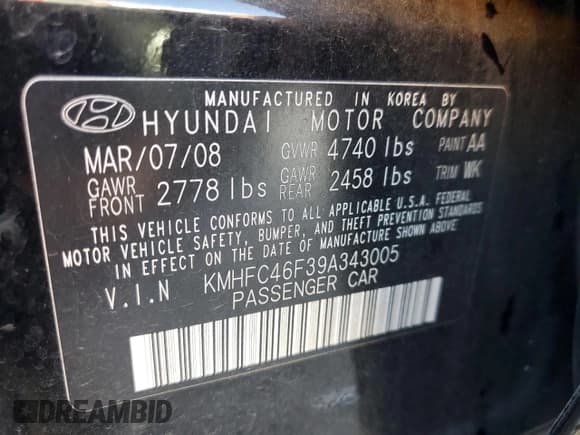 MANUFACTURED IN KOREA BY
HYUNDAI MOTOR COMPANY
MAR/07/08 GVWR 4740 lbs PAINT AA
GAWR FRONT 2778 lbs GAWR REAR 2458 lbs TRIM WK
THIS VEHICLE CONFORMS TO ALL APPLICABLE U.S.A. FEDERAL
MOTOR VEHICLE SAFETY, BUMPER, AND THEFT PREVENTION STANDARDS
IN EFFECT ON THE DATE OF MANUFACTURE SHOWN ABOVE.
V.I.N KMHFC46F39A343005
PASSENGER CAR
DREAMBID